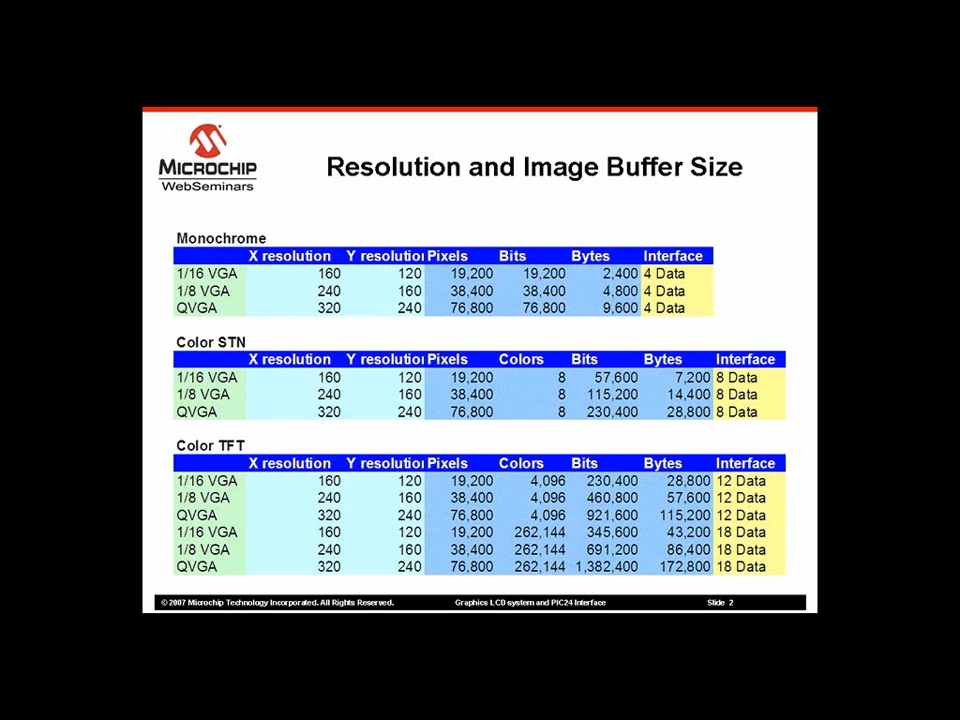 MICROCHIP
WebSeminars
Resolution and Image Buffer Size
Monochrome
X resolution Y resolution Pixels Bits Bytes Interface
1/16 VGA 160 120 19,200 19,200 2,400 4 Data
1/8 VGA 240 160 38,400 38,400 4,800 4 Data
QVGA 320 240 76,800 76,800 9,600 4 Data
Color STN
X resolution Y resolution Pixels Colors Bits Bytes Interface
1/16 VGA 160 120 19,200 8 57,600 7,200 8 Data
1/8 VGA 240 160 38,400 8 115,200 14,400 8 Data
QVGA 320 240 76,800 8 230,400 28,800 8 Data
Color TFT
X resolution Y resolution Pixels Colors Bits Bytes Interface
1/16 VGA 160 120 19,200 4,096 230,400 28,800 12 Data
1/8 VGA 240 160 38,400 4,096 460,800 57,600 12 Data
QVGA 320 240 76,800 4,096 921,600 115,200 12 Data
1/16 VGA 160 120 19,200 262,144 345,600 43,200 18 Data
1/8 VGA 240 160 38,400 262,144 691,200 86,400 18 Data
QVGA 320 240 76,800 262,144 1,382,400 172,800 18 Data
© 2007 Microchip Technology Incorporated. All Rights Reserved. Graphics LCD system and PIC24 Interface Slide 2